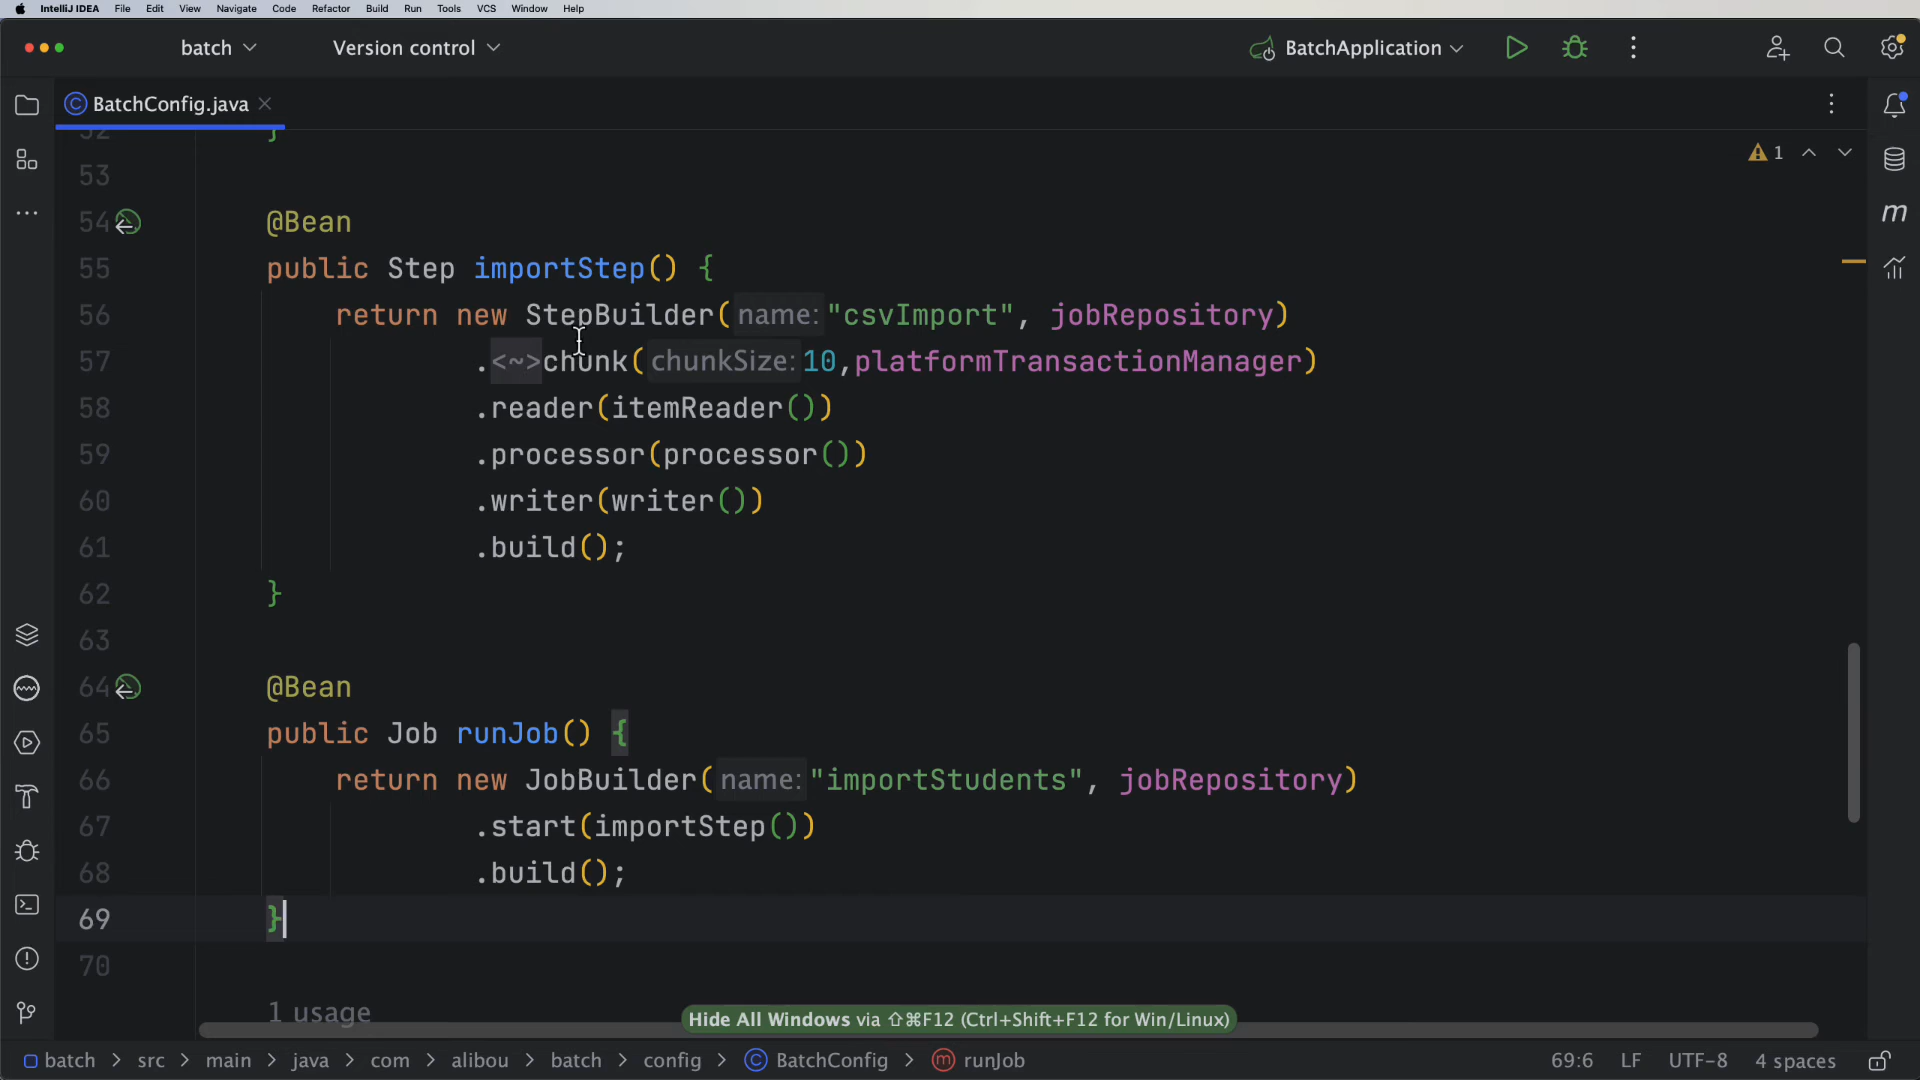 IntelliJ IDEA File Edit View Navigate Code Refactor Build Run Tools VCS Window Help
batch Version control BatchApplication
BatchConfig.java
52 }
53
1
54 @Bean
55 public Step importStep() {
56 return new StepBuilder( name: "csvImport", jobRepository)
57 .<~>chunk( chunkSize: 10,platformTransactionManager)
58 .reader(itemReader())
59 .processor(processor())
60 .writer(writer())
61 .build();
62 }
63
64 @Bean
65 public Job runJob() {
66 return new JobBuilder( name: "importStudents", jobRepository)
67 .start(importStep())
68 .build();
69 }
70
1 usage
Hide All Windows via ⇧⌘F12 (Ctrl+Shift+F12 for Win/Linux)
batch > src > main > java > com > alibou > batch > config > BatchConfig > runJob 69:6 LF UTF-8 4 spaces